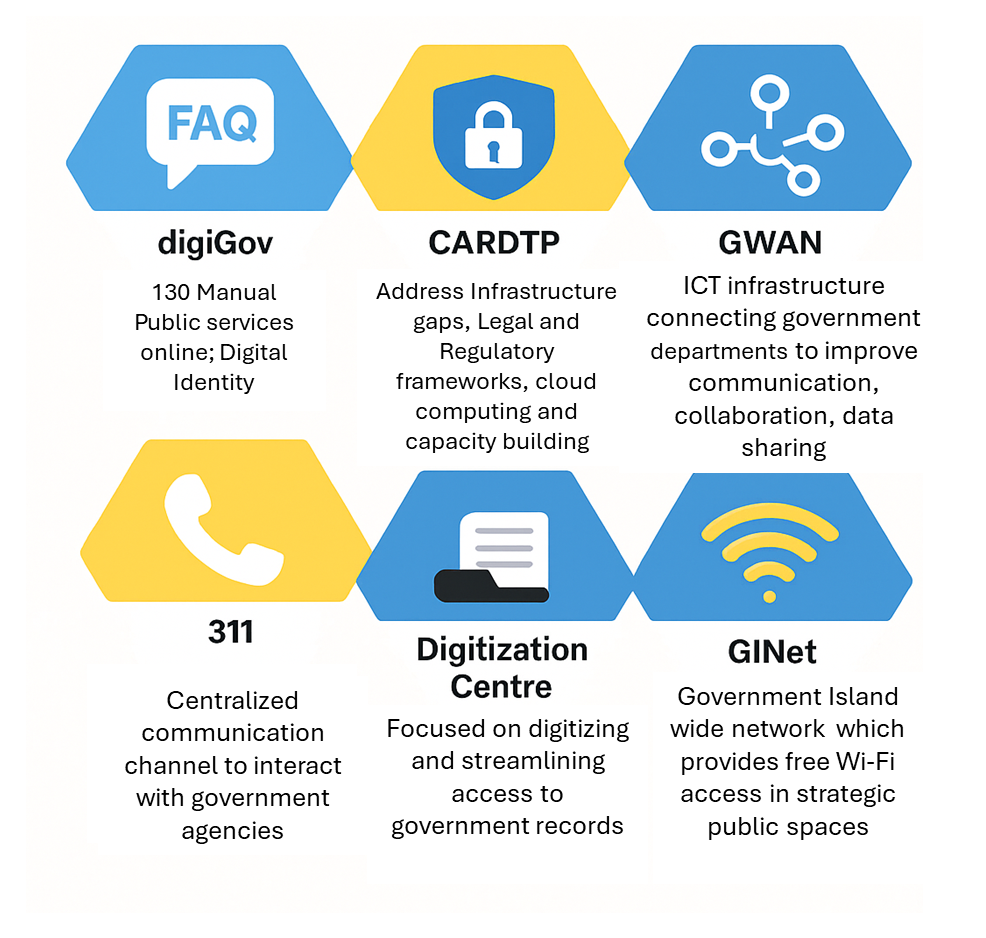 FAQ
digiGov
130 Manual
Public services
online; Digital
Identity
CARDTP
Address Infrastructure
gaps, Legal and
Regulatory
frameworks, cloud
computing and
capacity building
GWAN
ICT infrastructure
connecting government
departments to improve
communication,
collaboration, data
sharing
311
Centralized
communication
channel to interact
with government
agencies
Digitization
Centre
Focused on digitizing
and streamlining
access to
government records
GINet
Government Island
wide network which
provides free Wi-Fi
access in strategic
public spaces